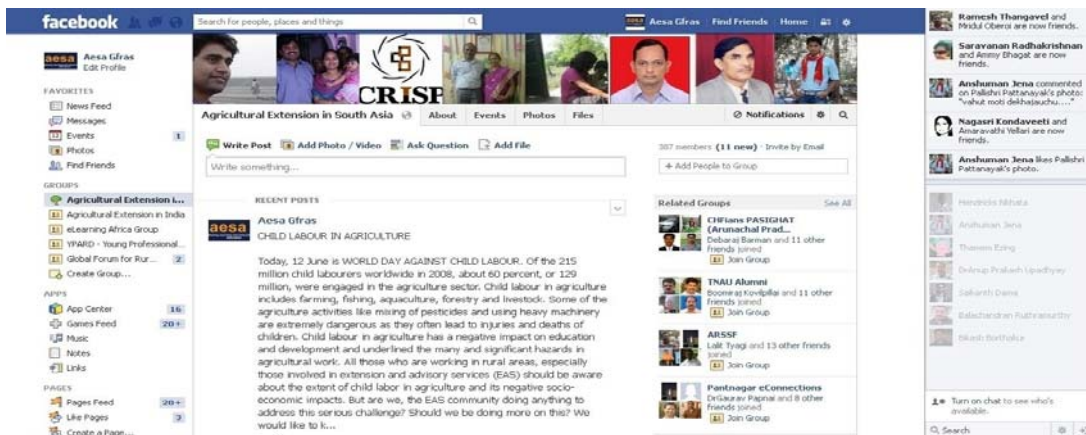 facebook
Search for people, places and things
Aesa Gfras Find Friends Home
aesa Aesa Gfras
Edit Profile
FAVORITES
News Feed
Messages
Events 1
Photos
Find Friends
GROUPS
Agricultural Extension i...
Agricultural Extension in India
eLearning Africa Group
YPARD - Young Professional...
Global Forum for Rur... 2
Create Group...
APPS
App Center 16
Games Feed 20+
Music
Notes
Links
PAGES
Pages Feed 20+
Like Pages 3
Create a Page...
CRISP
Agricultural Extension in South Asia About Events Photos Files
Notifications
Write Post Add Photo / Video Ask Question Add File
Write something...
RECENT POSTS
aesa Aesa Gfras
CHILD LABOUR IN AGRICULTURE
Today, 12 June is WORLD DAY AGAINST CHILD LABOUR. Of the 215
million child labourers worldwide in 2008, about 60 percent, or 129
million, were engaged in the agriculture sector. Child labour in agriculture
includes farming, fishing, aquaculture, forestry and livestock. Some of the
agriculture activities like mixing of pesticides and using heavy machinery
are extremely dangerous as they often lead to injuries and deaths of
children. Child labour in agriculture has a negative impact on education
and development and underlined the many and significant hazards in
agricultural work. All those who are working in rural areas, especially
those involved in extension and advisory services (EAS) should be aware
about the extent of child labor in agriculture and its negative socio-
economic impacts. But are we, the EAS community doing anything to
address this serious challenge? Should we be doing more on this? We
would like to k...
387 members (11 new) · Invite by Email
+ Add People to Group
Related Groups See All
CHFians PASIGHAT
(Arunachal Prad...
Debaraj Barman and 11 other
friends joined
Join Group
TNAU Alumni
Boomiraj Kovilpillai and 11 other
friends joined
Join Group
ARSSF
Lalit Tyagi and 13 other friends
joined
Join Group
Pantnagar eConnections
DrGaurav Papnai and 8 other
friends joined
Join Group
Ramesh Thangavel and
Mridul Oberoi are now friends.
Saravanan Radhakrishnan
and Ammy Bhagat are now
friends.
Anshuman Jena commented
on Pallishri Pattanayak's photo:
"vahut moti dekhajauchu....."
Nagasri Kondaveeti and
Amaravathi Yellari are now
friends.
Anshuman Jena likes Pallishri
Pattanayak's photo.
Anshuman Jena
DrAnup Prakash Upadhyay
Saikanth Dama
Balachandran Ruthramurthy
Bikash Borthakur
Turn on chat to see who's
available.
Search